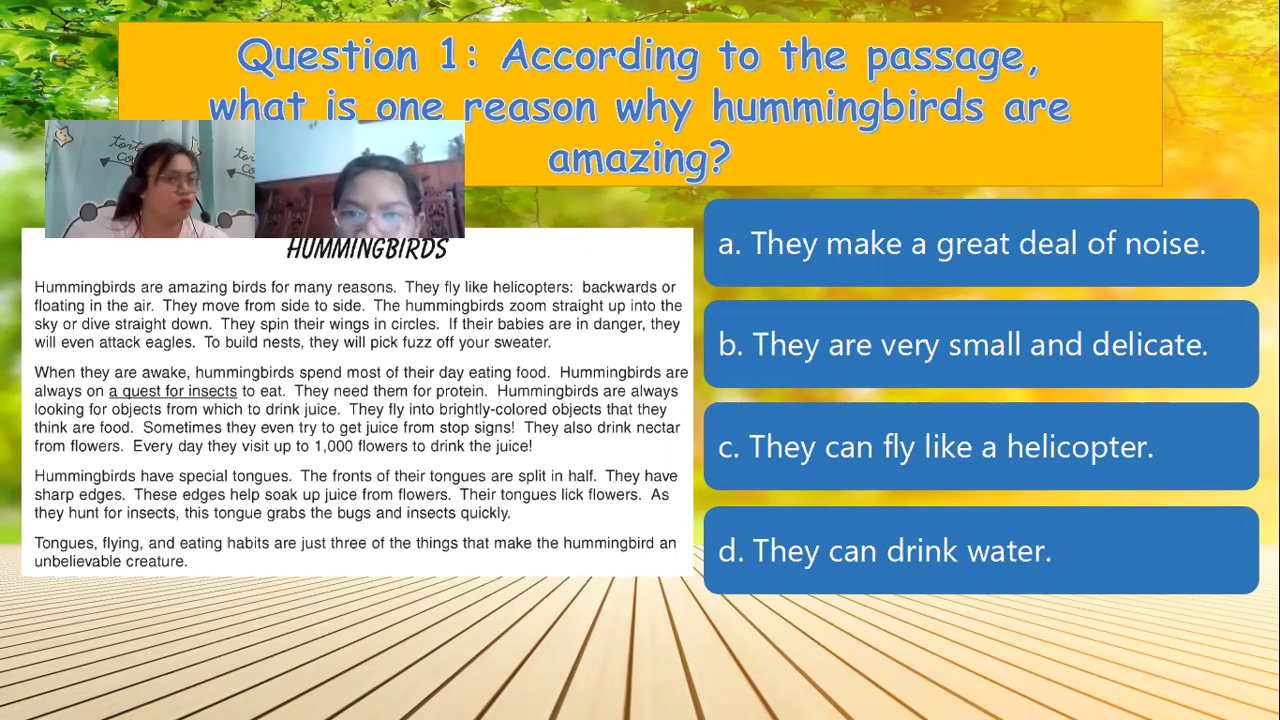 Question 1: According to the passage,
what is one reason why hummingbirds are
amazing?
HUMMINGBIRDS
Hummingbirds are amazing birds for many reasons. They fly like helicopters: backwards or
floating in the air. They move from side to side. The hummingbirds zoom straight up into the
sky or dive straight down. They spin their wings in circles. If their babies are in danger, they
will even attack eagles. To build nests, they will pick fuzz off your sweater.
When they are awake, hummingbirds spend most of their day eating food. Hummingbirds are
always on a quest for insects to eat. They need them for protein. Hummingbirds are always
looking for objects from which to drink juice. They fly into brightly-colored objects that they
think are food. Sometimes they even try to get juice from stop signs! They also drink nectar
from flowers. Every day they visit up to 1,000 flowers to drink the juice!
Hummingbirds have special tongues. The fronts of their tongues are split in half. They have
sharp edges. These edges help soak up juice from flowers. Their tongues lick flowers. As
they hunt for insects, this tongue grabs the bugs and insects quickly.
Tongues, flying, and eating habits are just three of the things that make the hummingbird an
unbelievable creature.
a. They make a great deal of noise.
b. They are very small and delicate.
c. They can fly like a helicopter.
d. They can drink water.